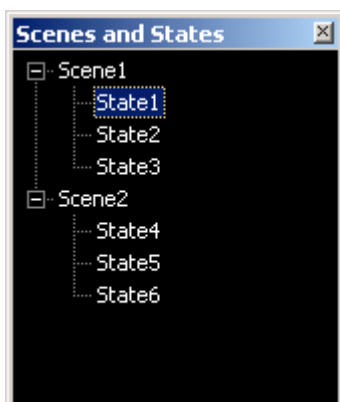 Scenes and States
Scene1
State1
State2
State3
Scene2
State4
State5
State6